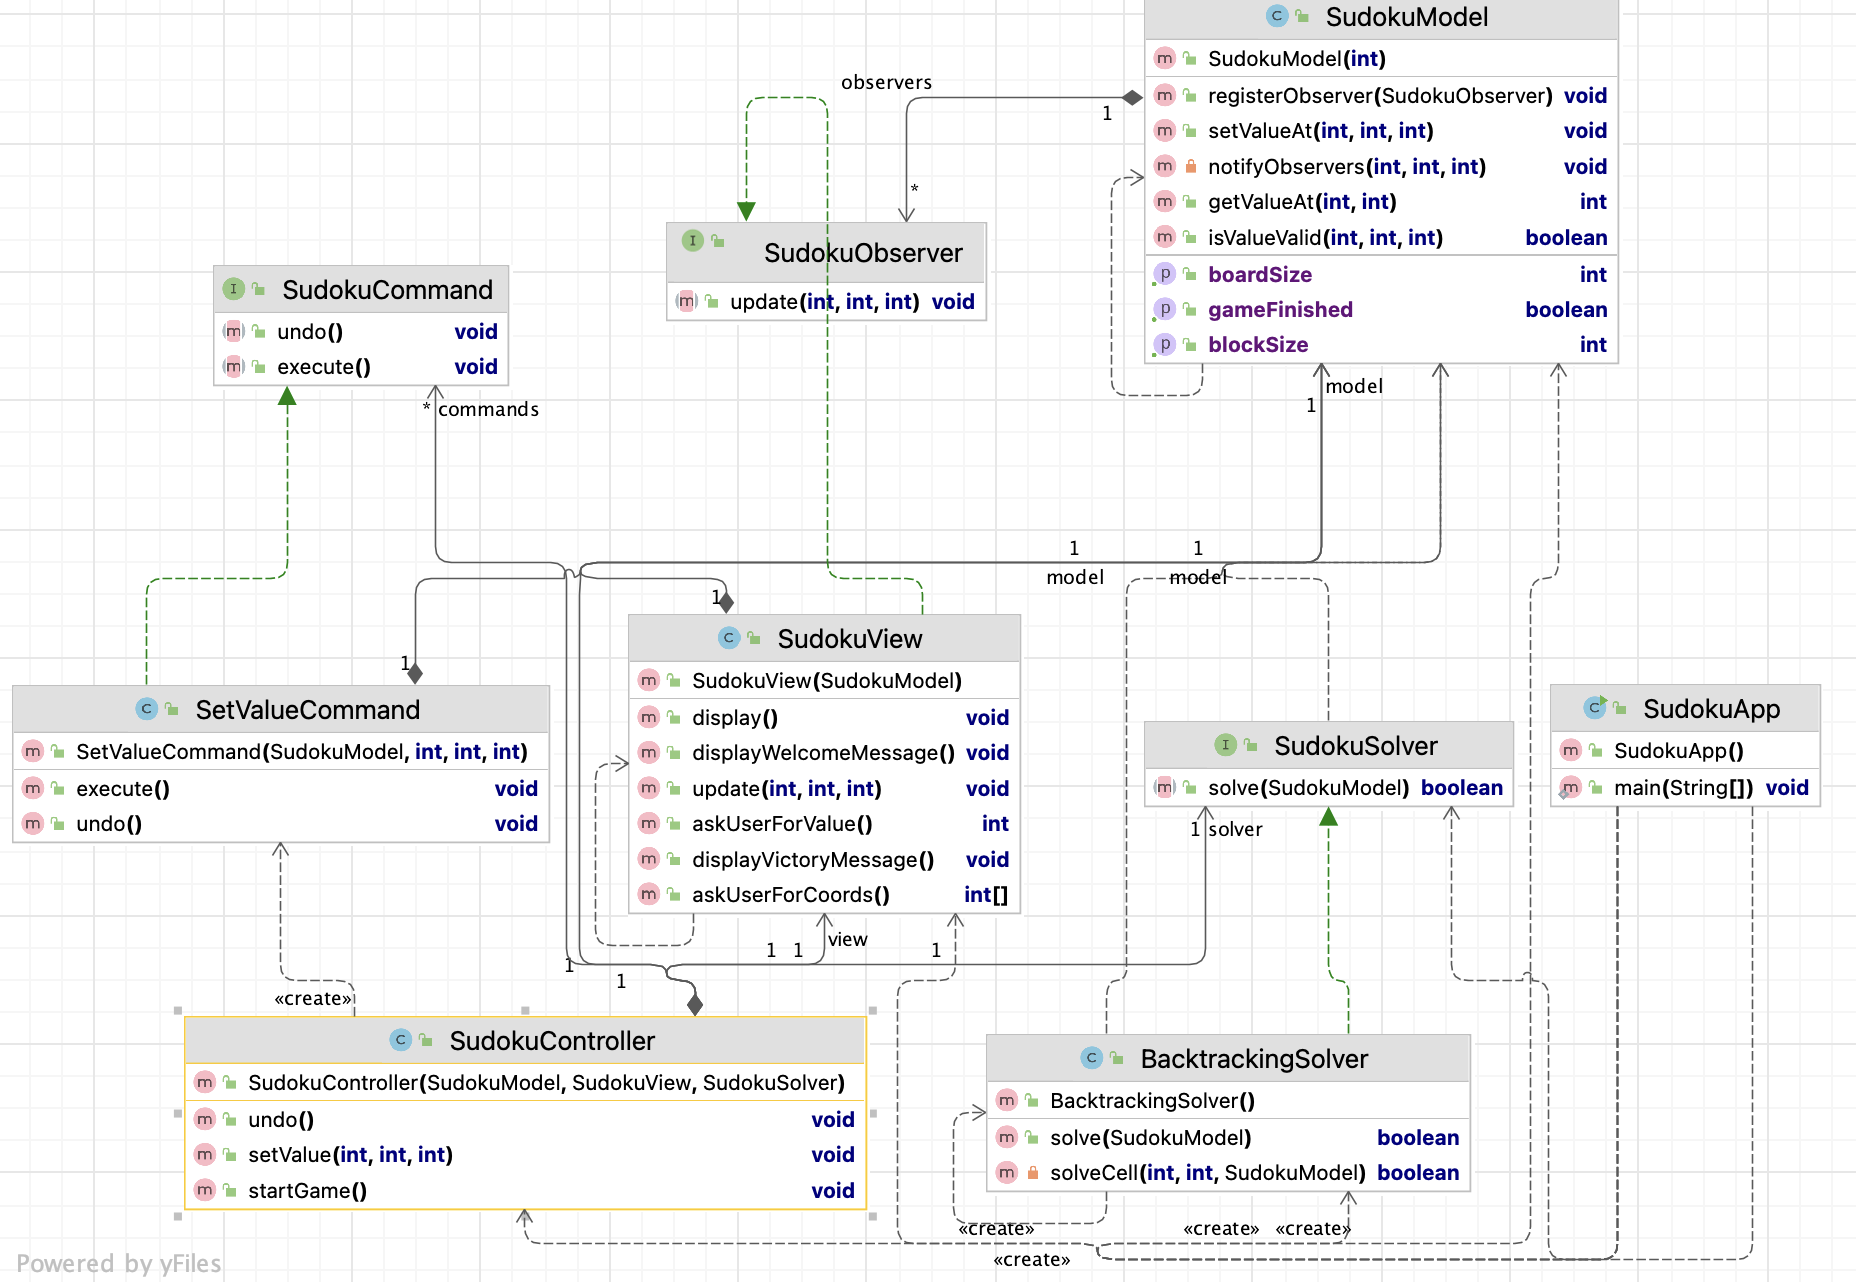 SudokuModel
SudokuModel(int)
registerObserver(SudokuObserver) void
setValueAt(int, int, int) void
notifyObservers(int, int, int) void
getValueAt(int, int) int
isValueValid(int, int, int) boolean
boardSize int
gameFinished boolean
blockSize int
observers
1
*
SudokuObserver
update(int, int, int) void
SudokuCommand
undo() void
execute() void
* commands
model
1
1
model
1
model
1
1
SudokuView
SudokuView(SudokuModel)
display() void
displayWelcomeMessage() void
update(int, int, int) void
askUserForValue() int
displayVictoryMessage() void
askUserForCoords() int[]
SetValueCommand
SetValueCommand(SudokuModel, int, int, int)
execute() void
undo() void
SudokuSolver
solve(SudokuModel) boolean
1 solver
SudokuApp
SudokuApp()
main(String[]) void
view
1 1
1
1
1
«create»
SudokuController
SudokuController(SudokuModel, SudokuView, SudokuSolver)
undo() void
setValue(int, int, int) void
startGame() void
BacktrackingSolver
BacktrackingSolver()
solve(SudokuModel) boolean
solveCell(int, int, SudokuModel) boolean
«create»
«create»
«create»
«create»
Powered by yFiles